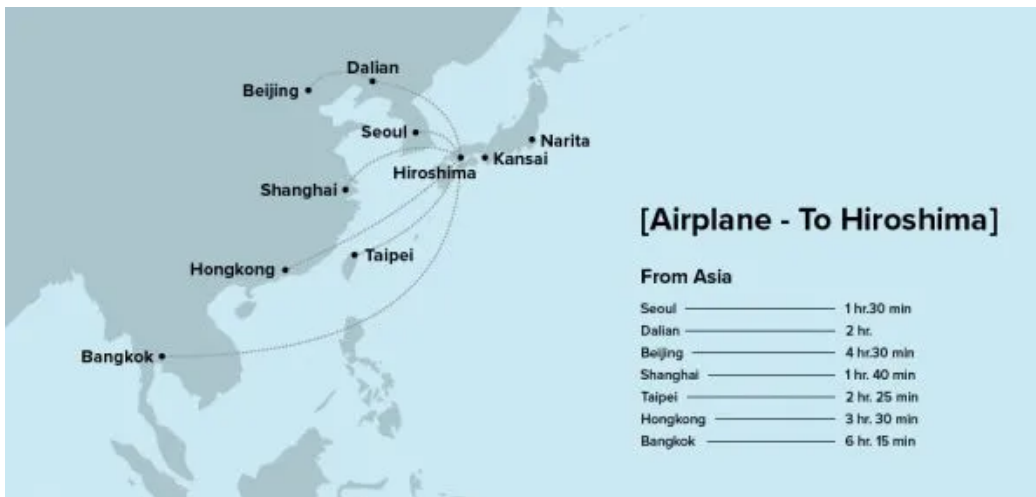 Dalian
Beijing
Seoul
Narita
Kansai
Hiroshima
Shanghai
Taipei
Hongkong
Bangkok
[Airplane - To Hiroshima]
From Asia
Seoul 1 hr.30 min
Dalian 2 hr.
Beijing 4 hr.30 min
Shanghai 1 hr. 40 min
Taipei 2 hr. 25 min
Hongkong 3 hr. 30 min
Bangkok 6 hr. 15 min